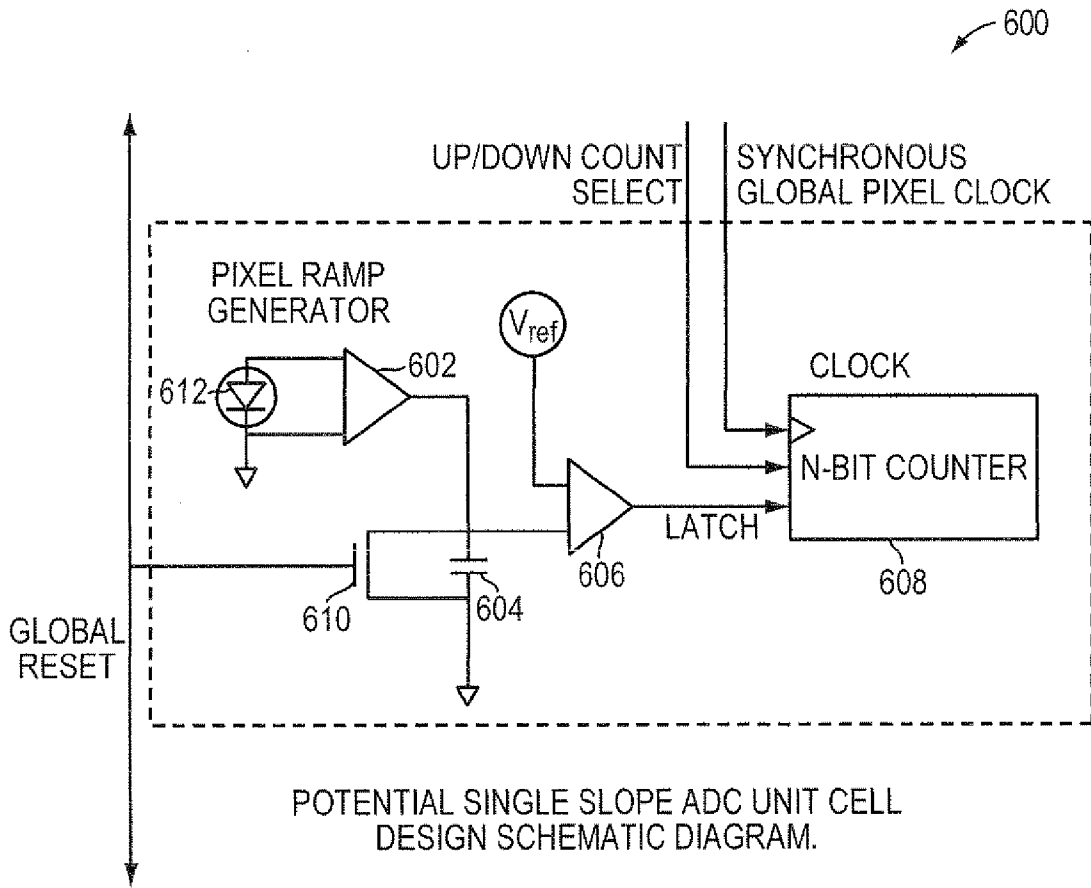 600
UP/DOWN COUNT
SELECT
SYNCHRONOUS
GLOBAL PIXEL CLOCK
PIXEL RAMP
GENERATOR
612
602
Vref
CLOCK
N-BIT COUNTER
LATCH
606
608
610
604
GLOBAL
RESET
POTENTIAL SINGLE SLOPE ADC UNIT CELL
DESIGN SCHEMATIC DIAGRAM.